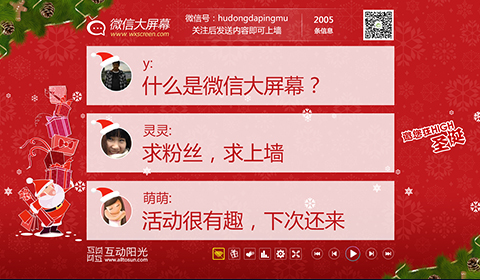 微信大屏幕
www.wxscreen.com
微信号：hudongdapingmu
关注后发送内容即可上墙
2005
条信息
y:
什么是微信大屏幕？
灵灵:
求粉丝，求上墙
萌萌:
活动很有趣，下次还来
邀您狂HIGH
圣诞
互动阳光
www.alltosun.com